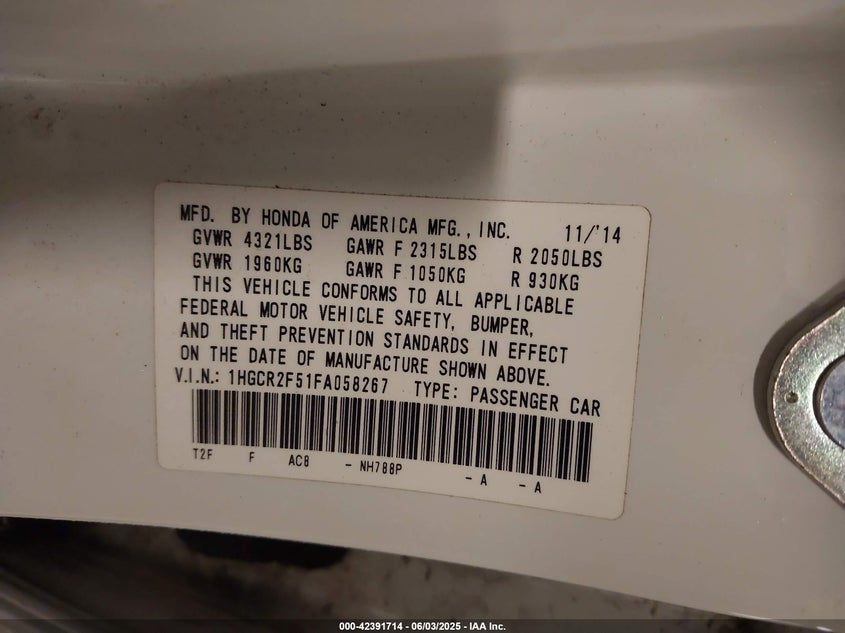 MFD. BY HONDA OF AMERICA MFG., INC. 11/'14
GVWR 4321LBS GAWR F 2315LBS R 2050LBS
GVWR 1960KG GAWR F 1050KG R 930KG
THIS VEHICLE CONFORMS TO ALL APPLICABLE
FEDERAL MOTOR VEHICLE SAFETY, BUMPER,
AND THEFT PREVENTION STANDARDS IN EFFECT
ON THE DATE OF MANUFACTURE SHOWN ABOVE.
V.I.N.: 1HGCR2F51FA058267 TYPE: PASSENGER CAR
T2F F AC8 - NH788P - A - A
000-42391714 | 06/03/2025 - IAA Inc.